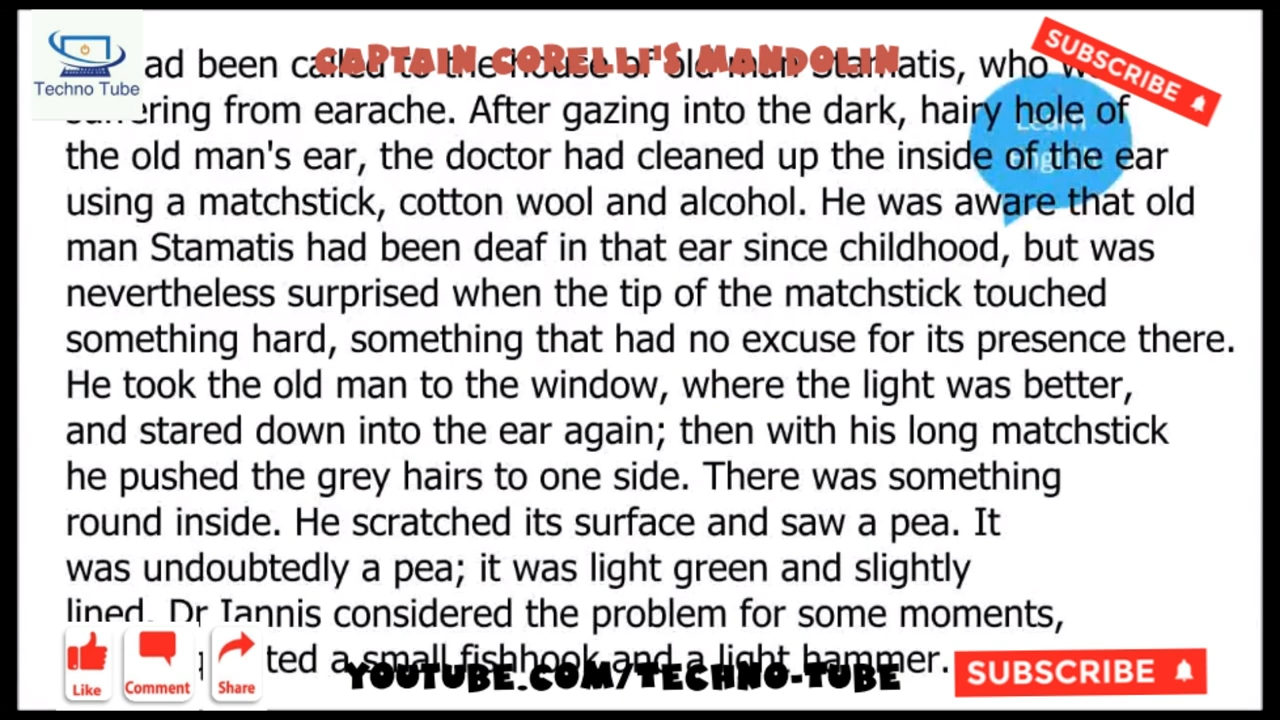 CAPTAIN CORELLI'S MANDOLIN
SUBSCRIBE
Techno Tube
Learn
English
ad been called to the house of old man Stamatis, who
suffering from earache. After gazing into the dark, hairy hole of
the old man's ear, the doctor had cleaned up the inside of the ear
using a matchstick, cotton wool and alcohol. He was aware that old
man Stamatis had been deaf in that ear since childhood, but was
nevertheless surprised when the tip of the matchstick touched
something hard, something that had no excuse for its presence there.
He took the old man to the window, where the light was better,
and stared down into the ear again; then with his long matchstick
he pushed the grey hairs to one side. There was something
round inside. He scratched its surface and saw a pea. It
was undoubtedly a pea; it was light green and slightly
lined. Dr Iannis considered the problem for some moments,
ted a small fishhook and a light hammer.
Like
Comment
Share
YOUTUBE.COM/TECHNO-TUBE
SUBSCRIBE